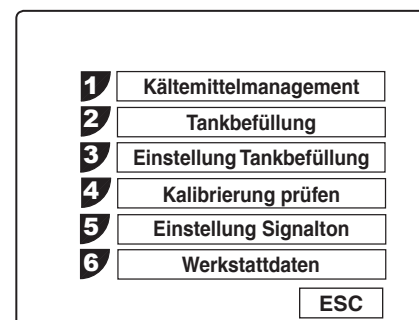 1 Kältemittelmanagement
2 Tankbefüllung
3 Einstellung Tankbefüllung
4 Kalibrierung prüfen
5 Einstellung Signalton
6 Werkstattdaten
ESC